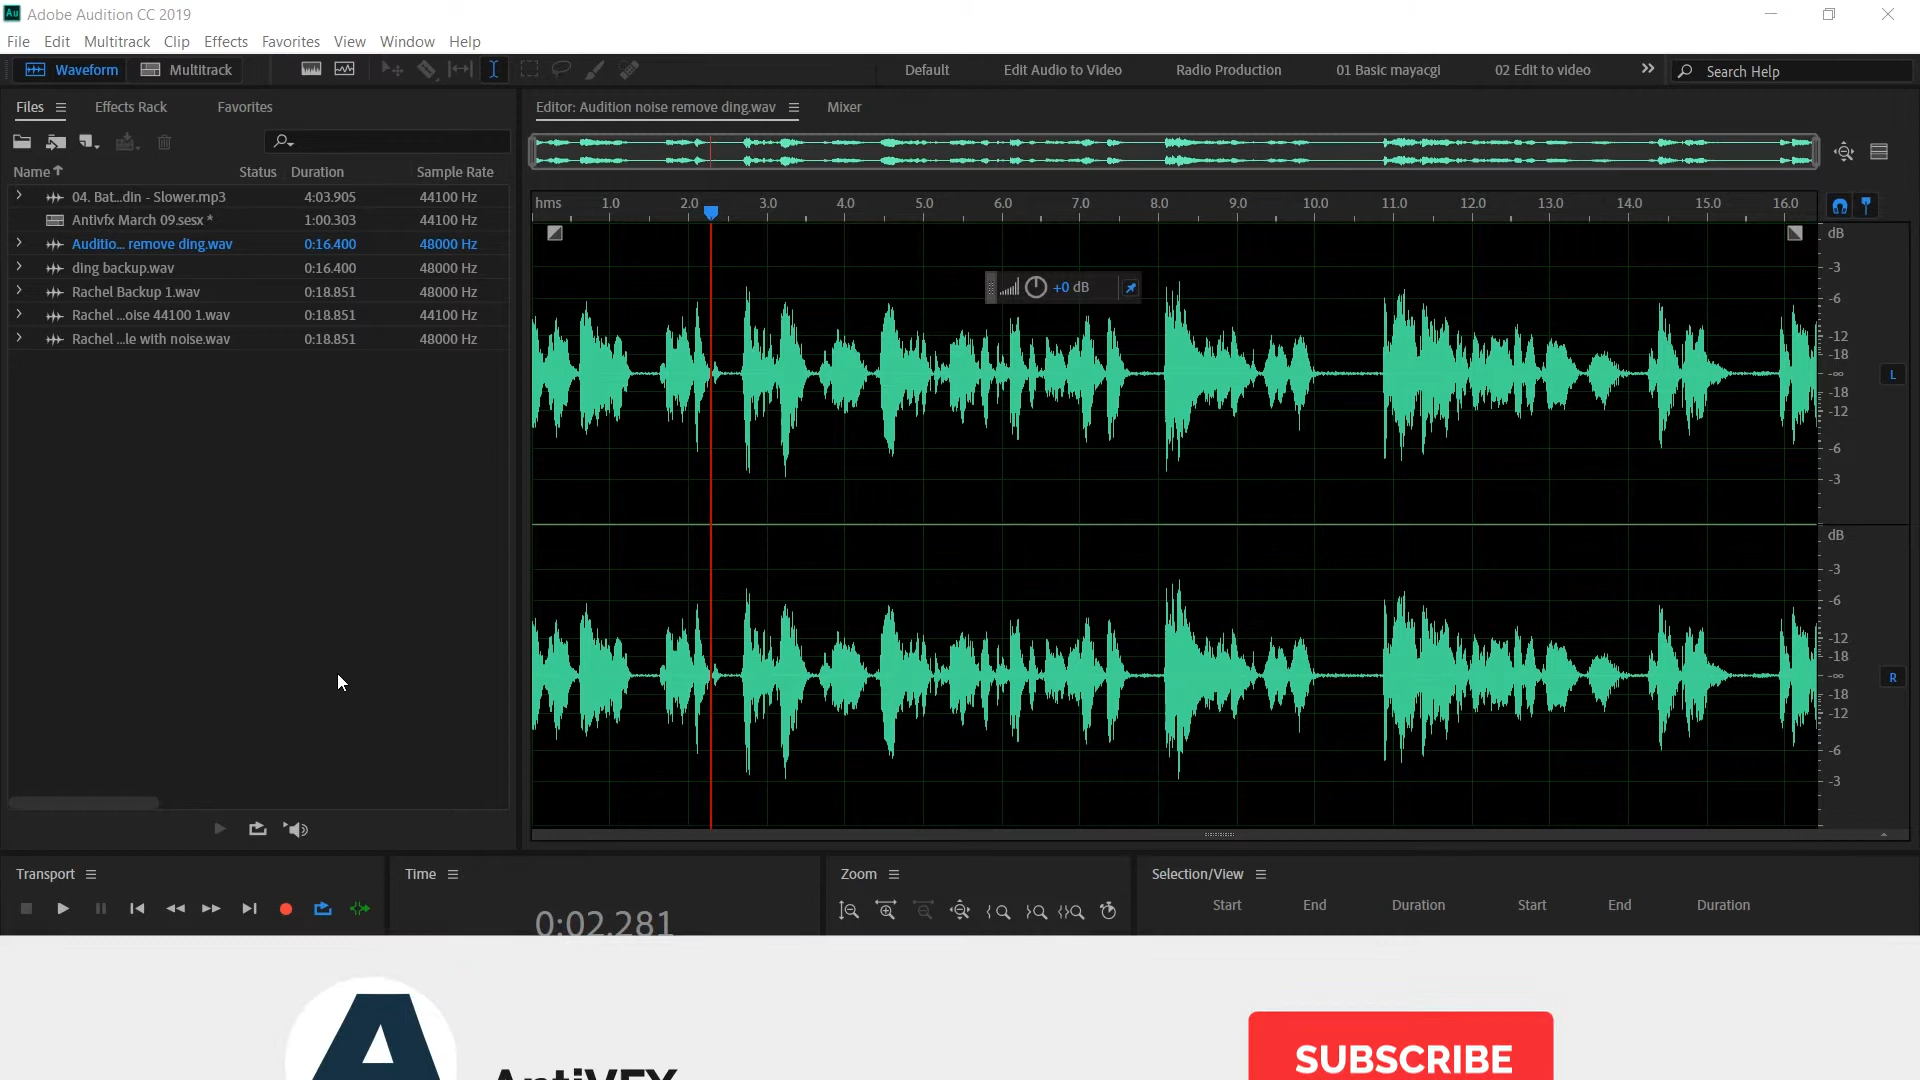 Adobe Audition CC 2019
File Edit Multitrack Clip Effects Favorites View Window Help
Waveform Multitrack Default Edit Audio to Video Radio Production 01 Basic mayacgi 02 Edit to video Search Help
Files Effects Rack Favorites
Editor: Audition noise remove ding.wav Mixer
Name Status Duration Sample Rate
04. Bat...din - Slower.mp3 4:03.905 44100 Hz
Antivfx March 09.sesx * 1:00.303 44100 Hz
Auditio... remove ding.wav 0:16.400 48000 Hz
ding backup.wav 0:16.400 48000 Hz
Rachel Backup 1.wav 0:18.851 48000 Hz
Rachel ...oise 44100 1.wav 0:18.851 44100 Hz
Rachel ...le with noise.wav 0:18.851 48000 Hz
hms 1.0 2.0 3.0 4.0 5.0 6.0 7.0 8.0 9.0 10.0 11.0 12.0 13.0 14.0 15.0 16.0
+0 dB
dB
-3
-6
-12
-18
-∞
-18
-12
-6
-3
L
dB
-3
-6
-12
-18
-∞
-18
-12
-6
-3
R
Transport Time Zoom Selection/View
0:02.281
Start End Duration Start End Duration
AntiVFX
SUBSCRIBE